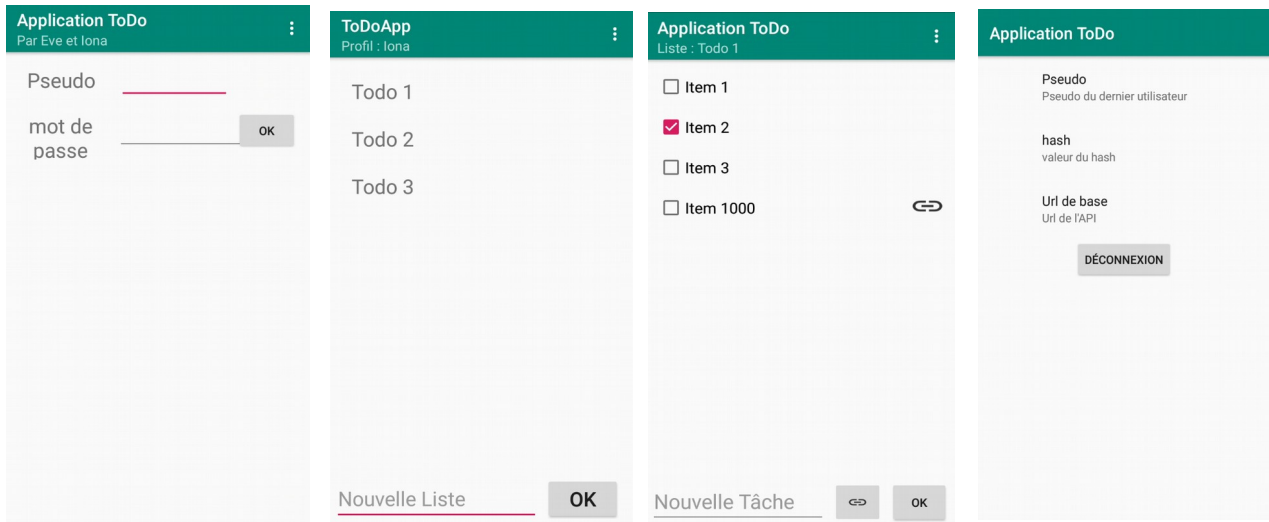 Application ToDo
Par Eve et Iona
Pseudo
mot de
passe
OK
ToDoApp
Profil : Iona
Todo 1
Todo 2
Todo 3
Nouvelle Liste
OK
Application ToDo
Liste : Todo 1
Item 1
Item 2
Item 3
Item 1000
Nouvelle Tâche
OK
Application ToDo
Pseudo
Pseudo du dernier utilisateur
hash
valeur du hash
Url de base
Url de l'API
DÉCONNEXION